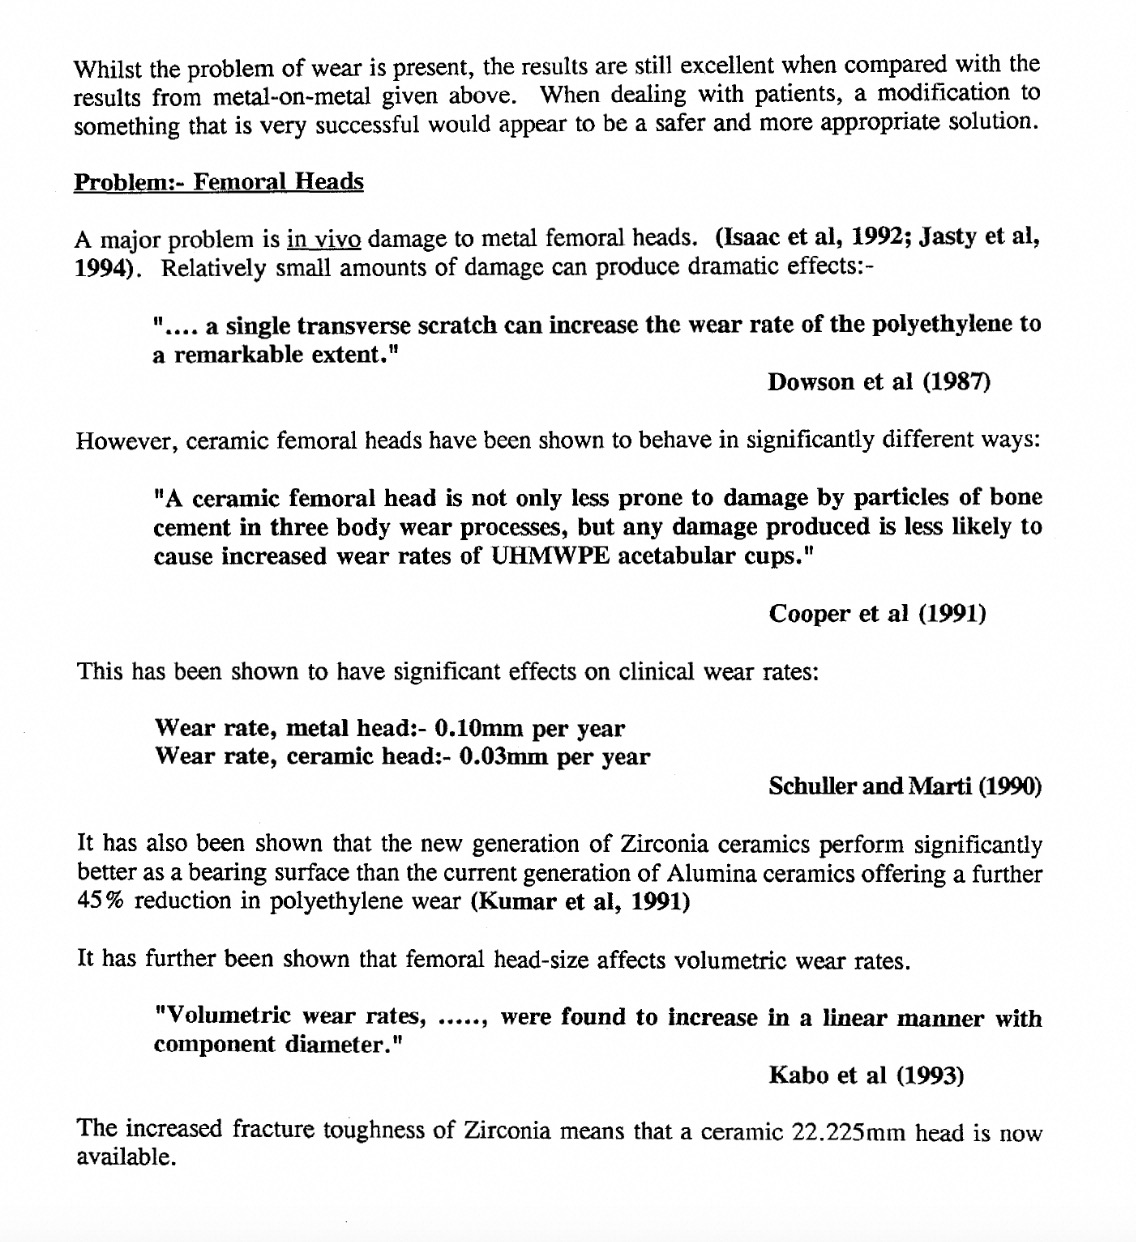 Whilst the problem of wear is present, the results are still excellent when compared with the
results from metal-on-metal given above. When dealing with patients, a modification to
something that is very successful would appear to be a safer and more appropriate solution.
Problem:- Femoral Heads
A major problem is in vivo damage to metal femoral heads. (Isaac et al, 1992; Jasty et al,
1994). Relatively small amounts of damage can produce dramatic effects:-
".... a single transverse scratch can increase the wear rate of the polyethylene to
a remarkable extent."
Dowson et al (1987)
However, ceramic femoral heads have been shown to behave in significantly different ways:
"A ceramic femoral head is not only less prone to damage by particles of bone
cement in three body wear processes, but any damage produced is less likely to
cause increased wear rates of UHMWPE acetabular cups."
Cooper et al (1991)
This has been shown to have significant effects on clinical wear rates:
Wear rate, metal head:- 0.10mm per year
Wear rate, ceramic head:- 0.03mm per year
Schuller and Marti (1990)
It has also been shown that the new generation of Zirconia ceramics perform significantly
better as a bearing surface than the current generation of Alumina ceramics offering a further
45% reduction in polyethylene wear (Kumar et al, 1991)
It has further been shown that femoral head-size affects volumetric wear rates.
"Volumetric wear rates, ....., were found to increase in a linear manner with
component diameter."
Kabo et al (1993)
The increased fracture toughness of Zirconia means that a ceramic 22.225mm head is now
available.